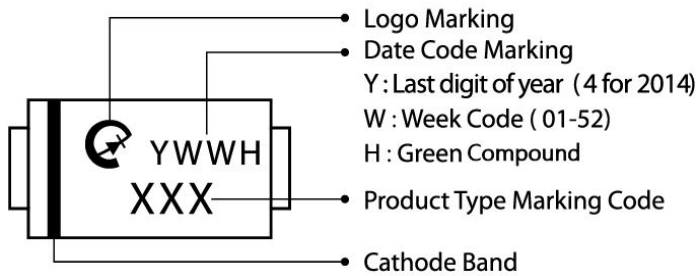 Logo Marking
Date Code Marking
Y : Last digit of year ( 4 for 2014)
W : Week Code ( 01-52)
H : Green Compound
YWWH
XXX
Product Type Marking Code
Cathode Band